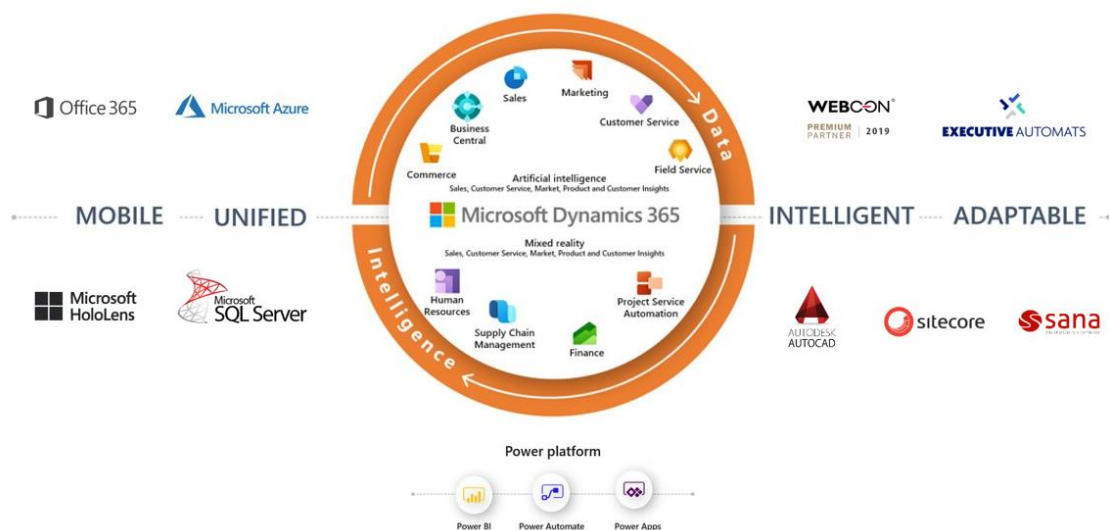 Office 365
Microsoft Azure
Sales
Marketing
Business
Central
Customer Service
Commerce
Field Service
Data
WEBCON®
PREMIUM
PARTNER | 2019
EXECUTIVE AUTOMATS
Artificial intelligence
Sales, Customer Service, Market, Product and Customer Insights
MOBILE
UNIFIED
Microsoft Dynamics 365
INTELLIGENT
ADAPTABLE
Mixed reality
Sales, Customer Service, Market, Product and Customer Insights
Intelligence
Microsoft
HoloLens
Microsoft
SQL Server
Human
Resources
Supply Chain
Management
Finance
Project Service
Automation
AUTODESK
AUTOCAD
sitecore
sana
Power platform
Power BI
Power Automate
Power Apps